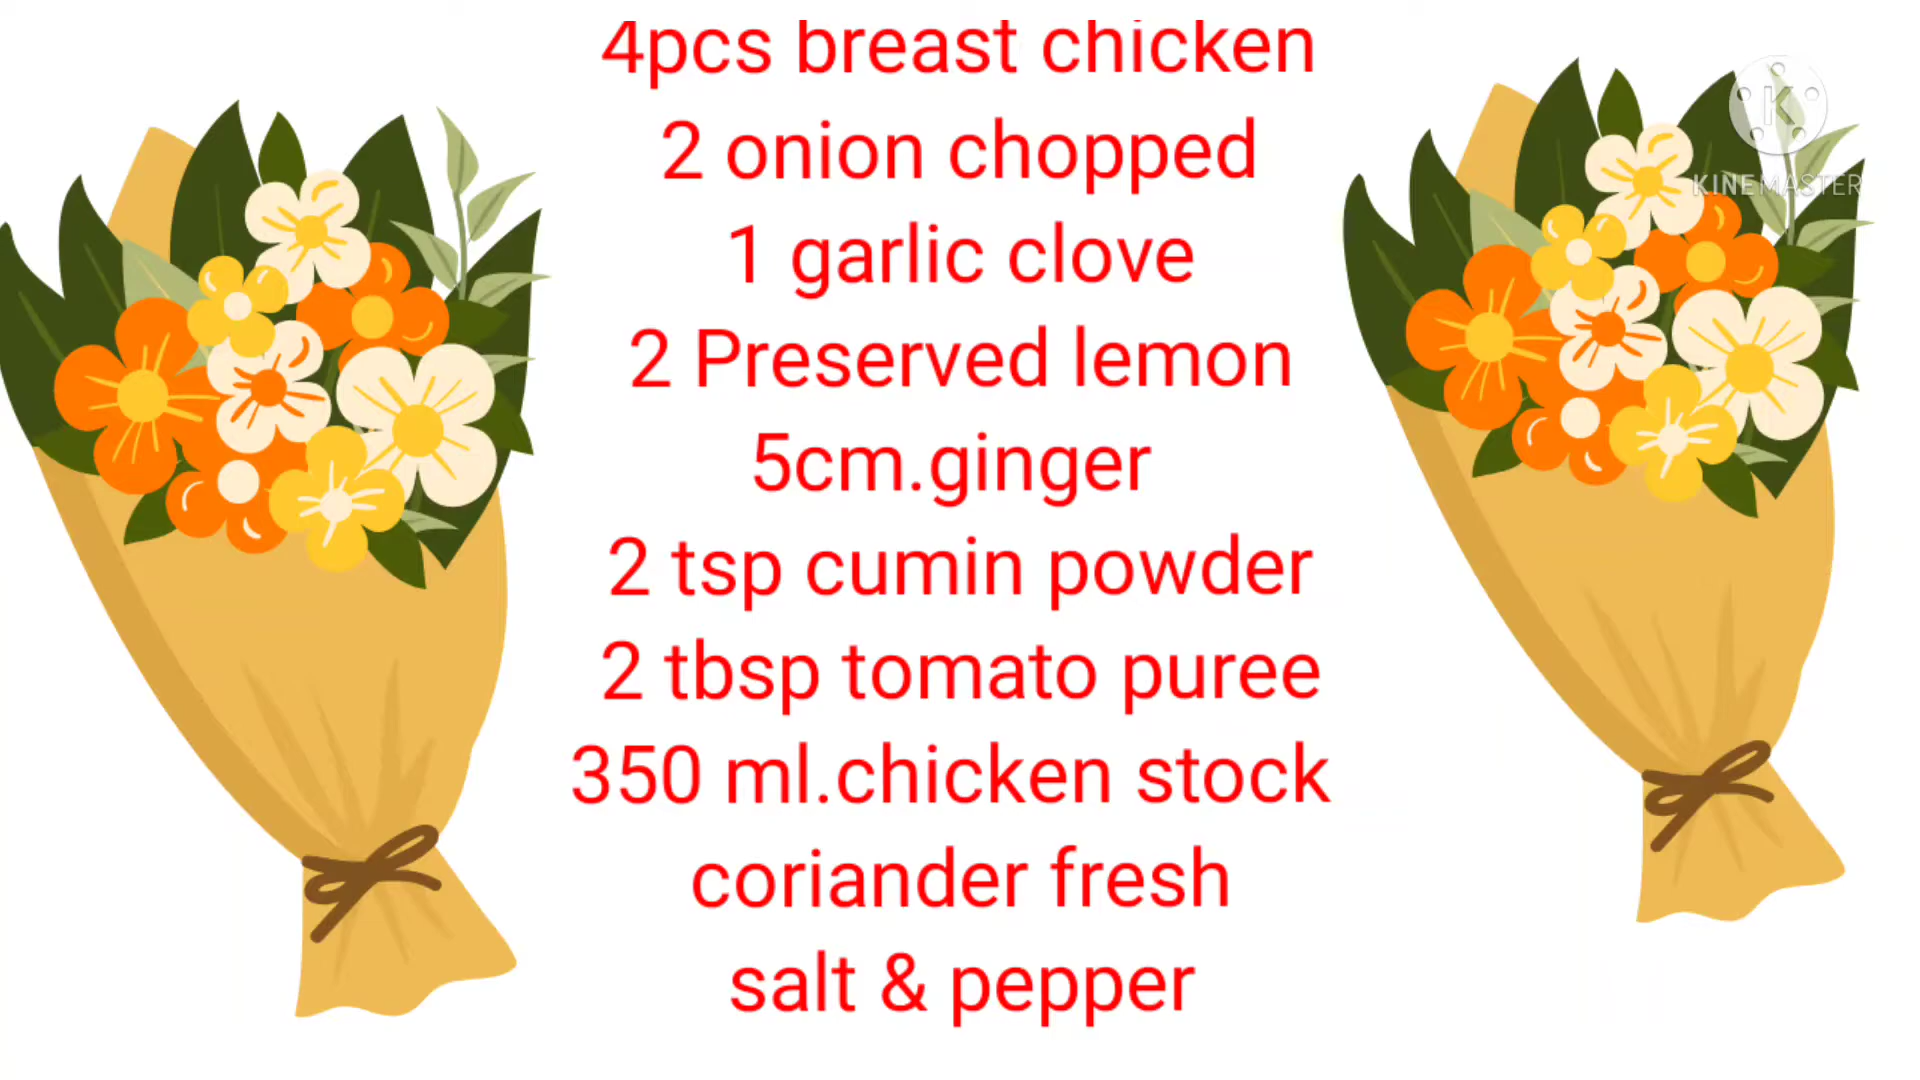 4pcs breast chicken
2 onion chopped
1 garlic clove
2 Preserved lemon
5cm.ginger
2 tsp cumin powder
2 tbsp tomato puree
350 ml.chicken stock
coriander fresh
salt & pepper
K
KINEMASTER